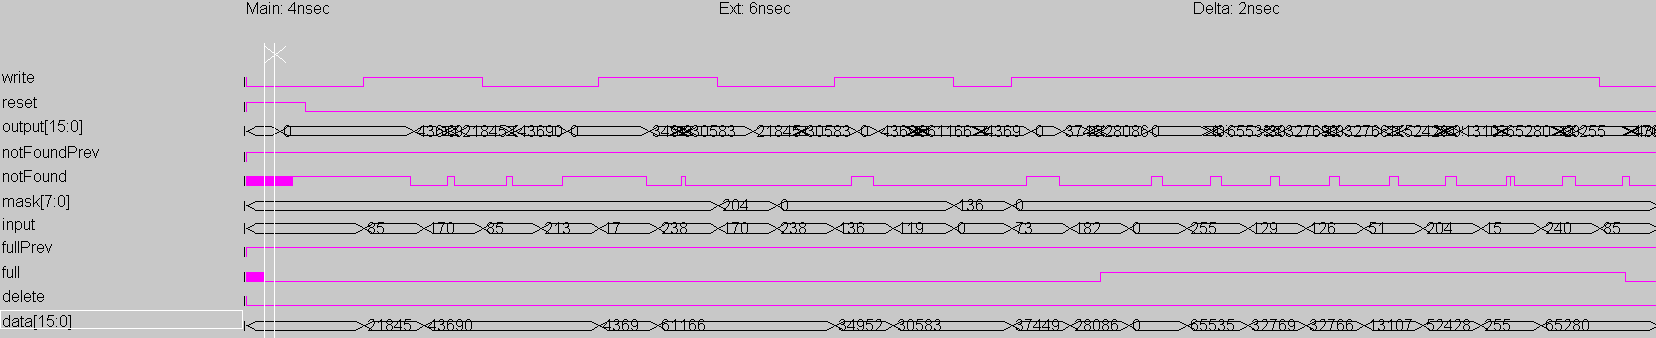 Main: 4nsec Ext: 6nsec Delta: 2nsec
write
reset
output[15:0] 0 21845 43690 0 30583 21845 30583 0 61166 4369 0 28086 0 65280 255
notFoundPrev
notFound
mask[7:0] 204 0 136 0
input 85 170 85 213 17 238 170 238 136 119 0 73 182 0 255 129 126 51 204 15 240 85
fullPrev
full
delete
data[15:0] 21845 43690 4369 61166 34952 30583 37449 28086 0 65535 32769 32766 13107 52428 255 65280